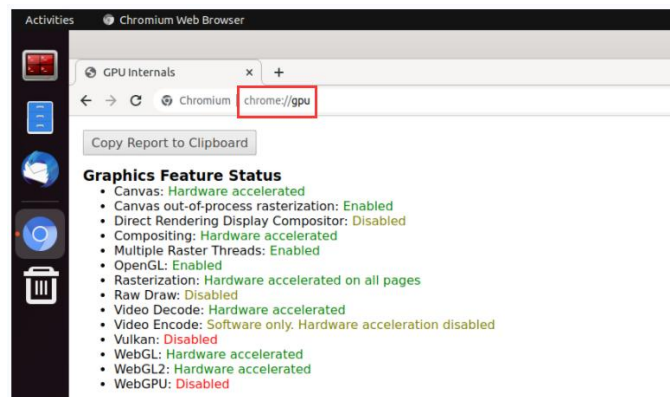 Activities Chromium Web Browser
GPU Internals × +
Chromium | chrome://gpu
Copy Report to Clipboard
Graphics Feature Status
• Canvas: Hardware accelerated
• Canvas out-of-process rasterization: Enabled
• Direct Rendering Display Compositor: Disabled
• Compositing: Hardware accelerated
• Multiple Raster Threads: Enabled
• OpenGL: Enabled
• Rasterization: Hardware accelerated on all pages
• Raw Draw: Disabled
• Video Decode: Hardware accelerated
• Video Encode: Software only. Hardware acceleration disabled
• Vulkan: Disabled
• WebGL: Hardware accelerated
• WebGL2: Hardware accelerated
• WebGPU: Disabled